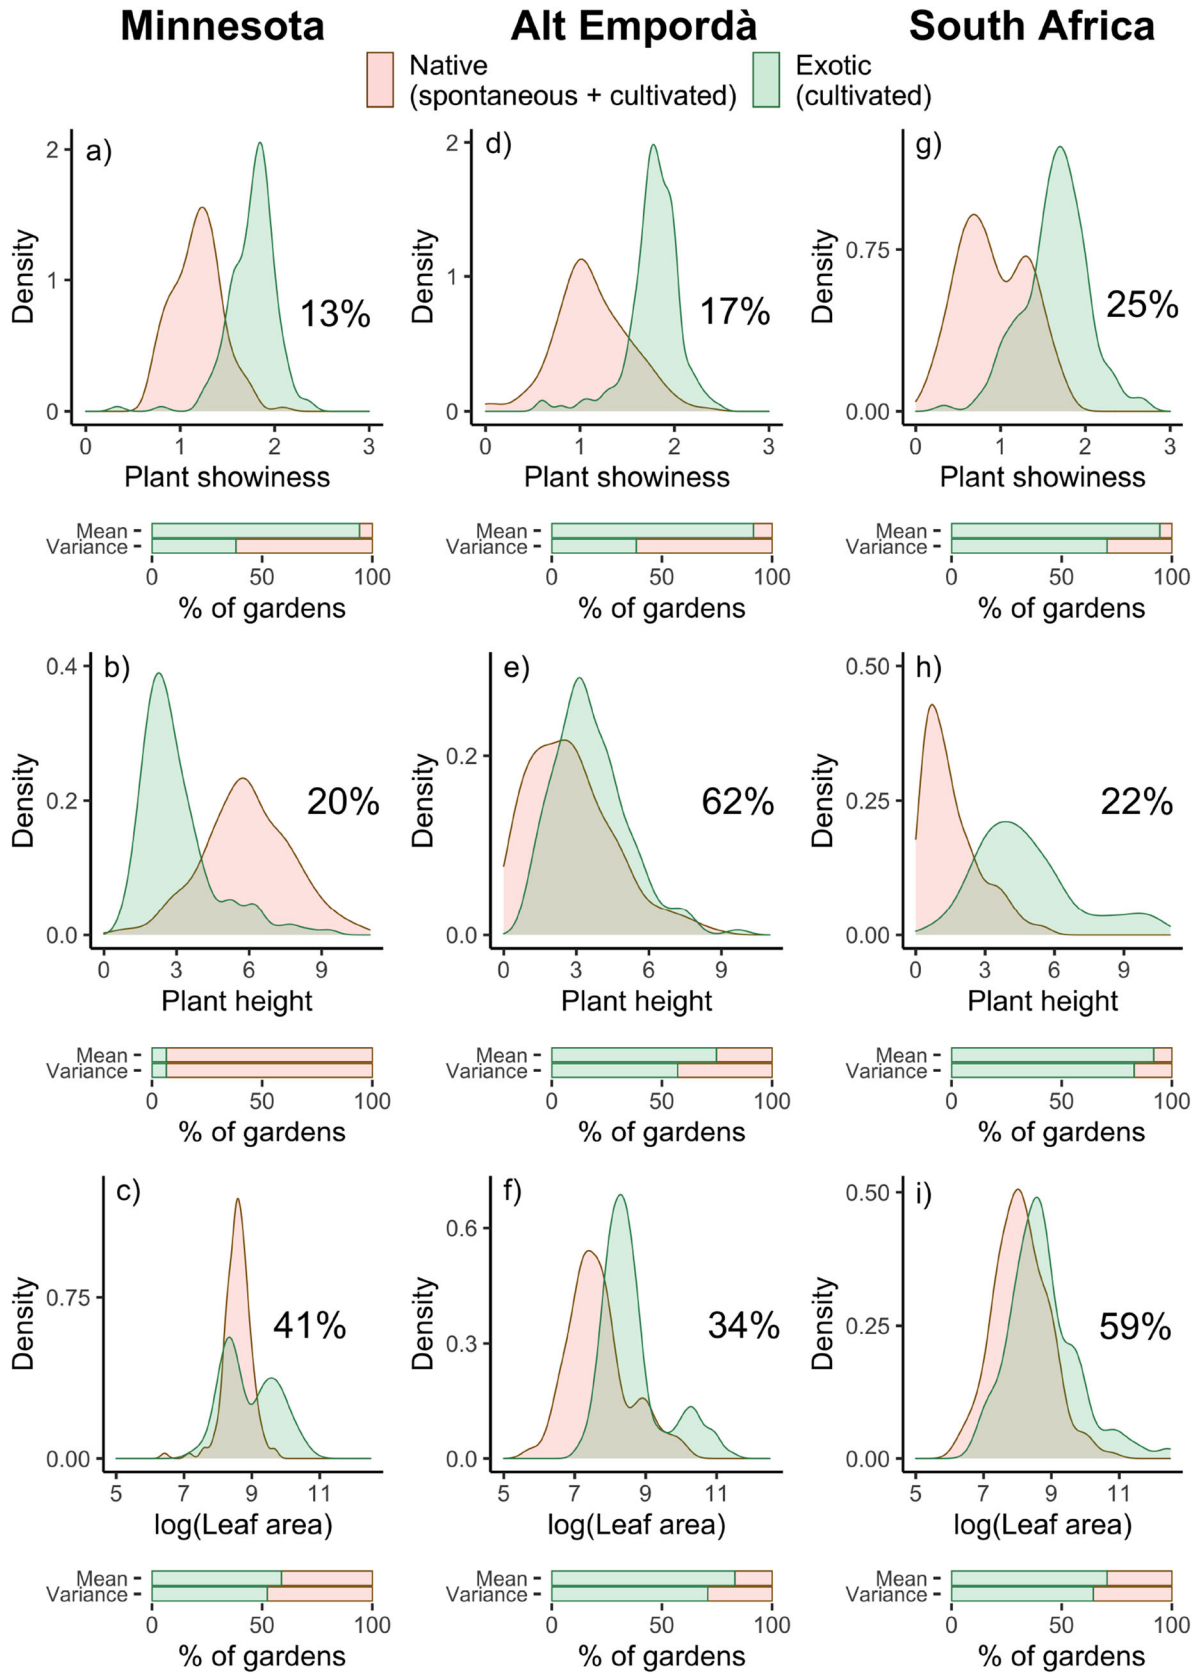 Minnesota Alt Empordà South Africa
Native Exotic
(spontaneous + cultivated) (cultivated)
a)
2
1
0
Density
13%
0 1 2 3
Plant showiness
Mean
Variance
0 50 100
% of gardens
d)
2
1
0
Density
17%
0 1 2 3
Plant showiness
Mean
Variance
0 50 100
% of gardens
g)
0.75
0.00
Density
25%
0 1 2 3
Plant showiness
Mean
Variance
0 50 100
% of gardens
b)
0.4
0.2
0.0
Density
20%
0 3 6 9
Plant height
Mean
Variance
0 50 100
% of gardens
e)
0.2
0.0
Density
62%
0 3 6 9
Plant height
Mean
Variance
0 50 100
% of gardens
h)
0.50
0.25
0.00
Density
22%
0 3 6 9
Plant height
Mean
Variance
0 50 100
% of gardens
c)
0.75
0.00
Density
41%
5 7 9 11
log(Leaf area)
Mean
Variance
0 50 100
% of gardens
f)
0.6
0.3
0.0
Density
34%
5 7 9 11
log(Leaf area)
Mean
Variance
0 50 100
% of gardens
i)
0.50
0.25
0.00
Density
59%
5 7 9 11
log(Leaf area)
Mean
Variance
0 50 100
% of gardens